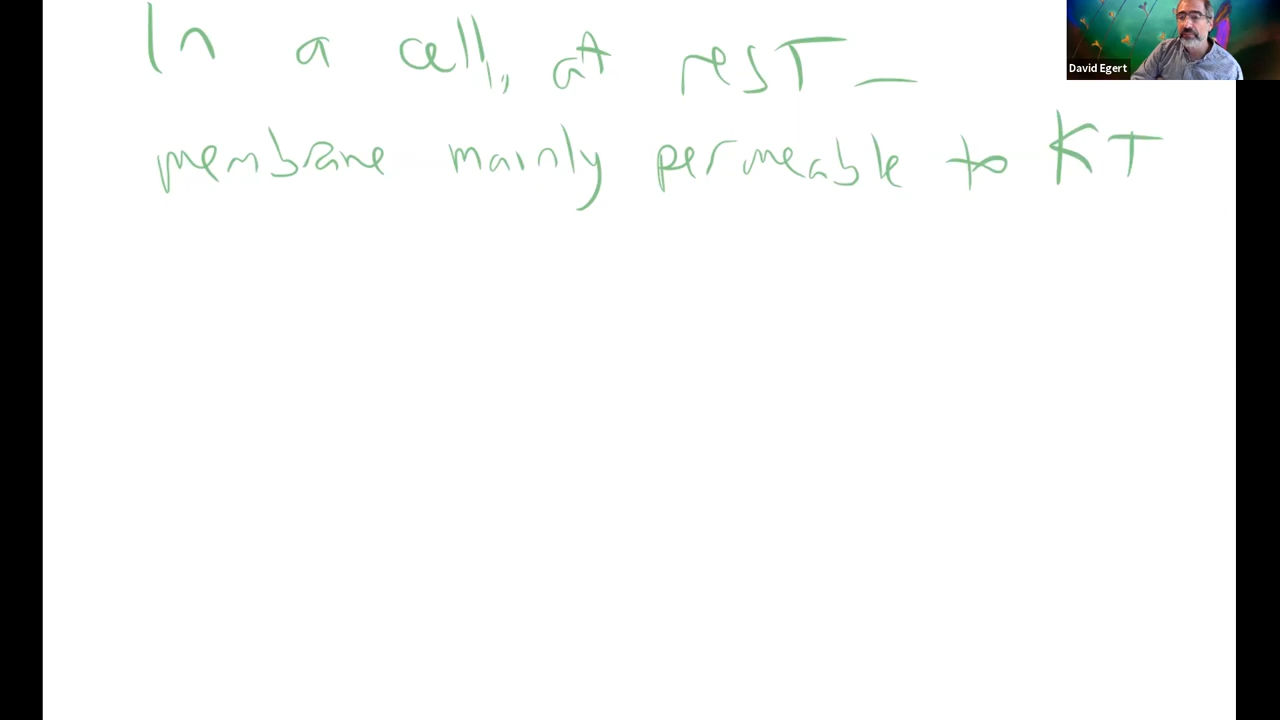 In a cell, at rest –
membrane mainly permeable to K+
David Egert